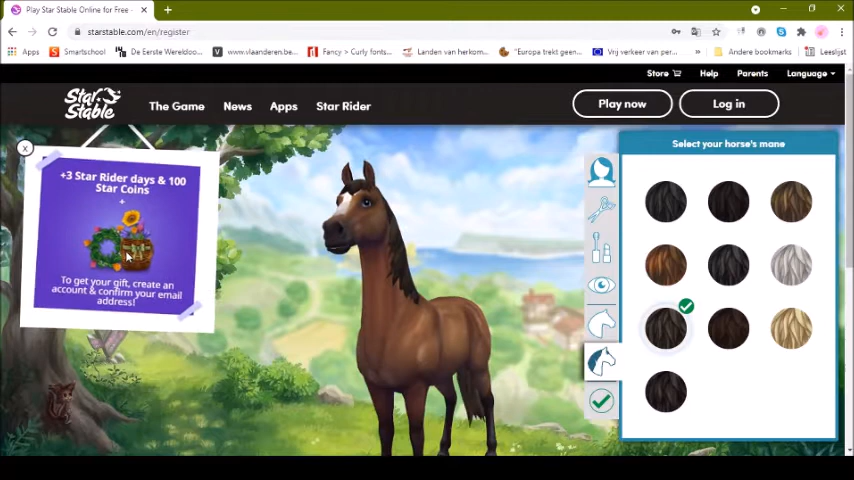 Play Star Stable Online for Free -
starstable.com/en/register
Apps Smartschool De Eerste Wereldoo... www.vlaanderen.be... Fancy > Curly fonts... Landen van herkom... "Europa trekt geen... Vrij verkeer van per... » Andere bookmarks Leeslijst
Store Help Parents Language
Star Stable
The Game News Apps Star Rider Play now Log in
x
+3 Star Rider days & 100
Star Coins
+
To get your gift, create an
account & confirm your email
address!
Select your horse's mane